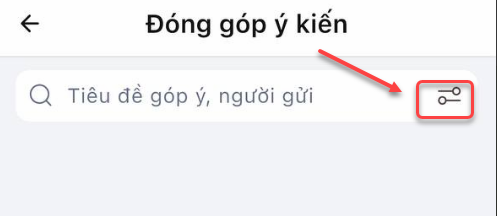 Đóng góp ý kiến
Tiêu đề góp ý, người gửi